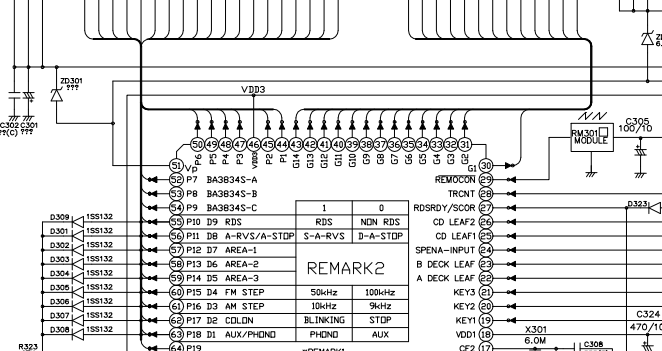 ZD301
???
C302 C301
??(C) ???
VDD3
C305
100/10
RM301
MODULE
50 49 48 47 46 45 44 43 42 41 40 39 38 37 36 35 34 33 32 31
P6 P5 P4 P3 VDD3 P2 P1 G14 G13 G12 G11 G10 G9 G8 G7 G6 G5 G4 G3 G2
51 Vp
G1 30
52 P7 BA3834S-A
REMOCON 29
53 P8 BA3834S-B
TRCNT 28
54 P9 BA3834S-C
1 0
RDSRDY/SCOR 27
D323
D309 1SS132
55 P10 D9 RDS
RDS NON RDS
CD LEAF2 26
D301 1SS132
56 P11 D8 A-RVS/A-STOP
S-A-RVS D-A-STOP
CD LEAF1 25
D302 1SS132
57 P12 D7 AREA-1
SPENA-INPUT 24
D303 1SS132
58 P13 D6 AREA-2
REMARK2
B DECK LEAF 23
D304 1SS132
59 P14 D5 AREA-3
A DECK LEAF 22
D305 1SS132
60 P15 D4 FM STEP
50kHz 100kHz
KEY3 21
D306 1SS132
61 P16 D3 AM STEP
10kHz 9kHz
KEY2 20
D307 1SS132
62 P17 D2 COLON
BLINKING STOP
KEY1 19
C324
470/10
D308 1SS132
63 P18 D1 AUX/PHONO
PHONO AUX
VDD1 18
X301
6.0M
R323
64 P19
*REMARK1
CF2 17
C308